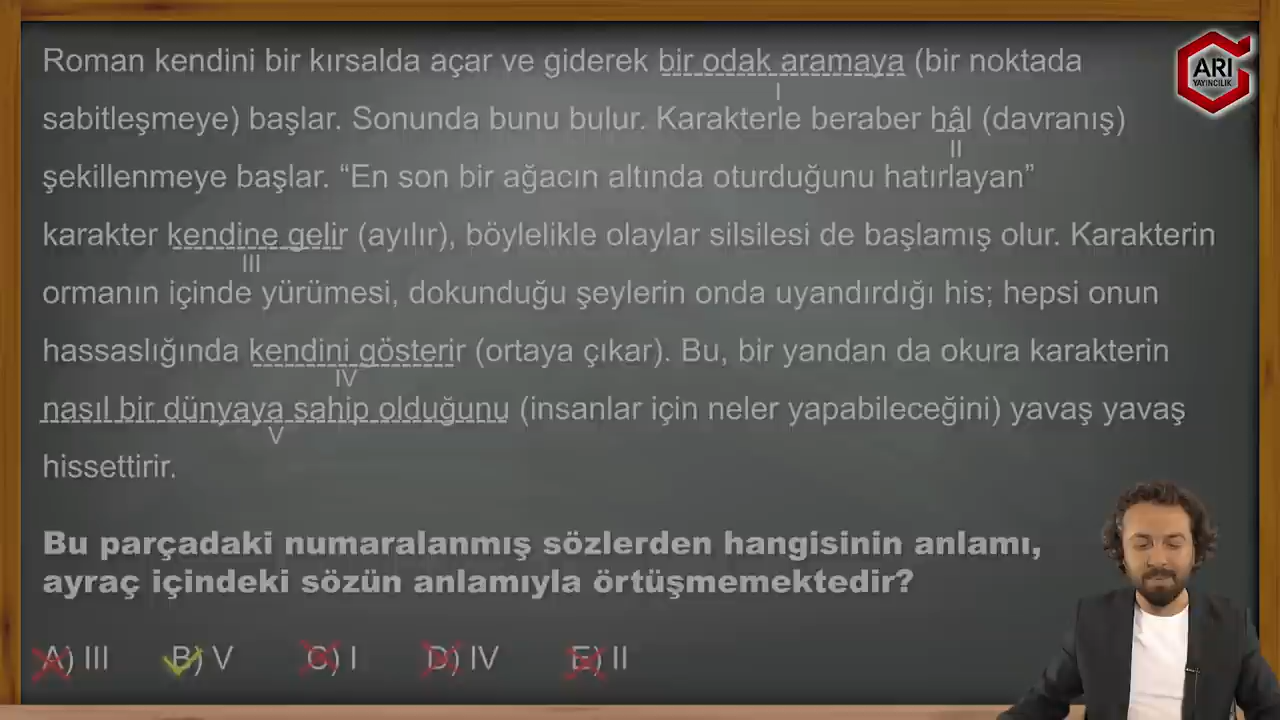 Roman kendini bir kırsalda açar ve giderek bir odak aramaya (bir noktada
I
sabitleşmeye) başlar. Sonunda bunu bulur. Karakterle beraber hâl (davranış)
II
şekillenmeye başlar. “En son bir ağacın altında oturduğunu hatırlayan”
karakter kendine gelir (ayılır), böylelikle olaylar silsilesi de başlamış olur. Karakterin
III
ormanın içinde yürümesi, dokunduğu şeylerin onda uyandırdığı his; hepsi onun
hassaslığında kendini gösterir (ortaya çıkar). Bu, bir yandan da okura karakterin
IV
nasıl bir dünyaya sahip olduğunu (insanlar için neler yapabileceğini) yavaş yavaş
V
hissettirir.
Bu parçadaki numaralanmış sözlerden hangisinin anlamı,
ayraç içindeki sözün anlamıyla örtüşmemektedir?
A) III B) V C) I D) IV E) II
ARI
YAYINCILIK